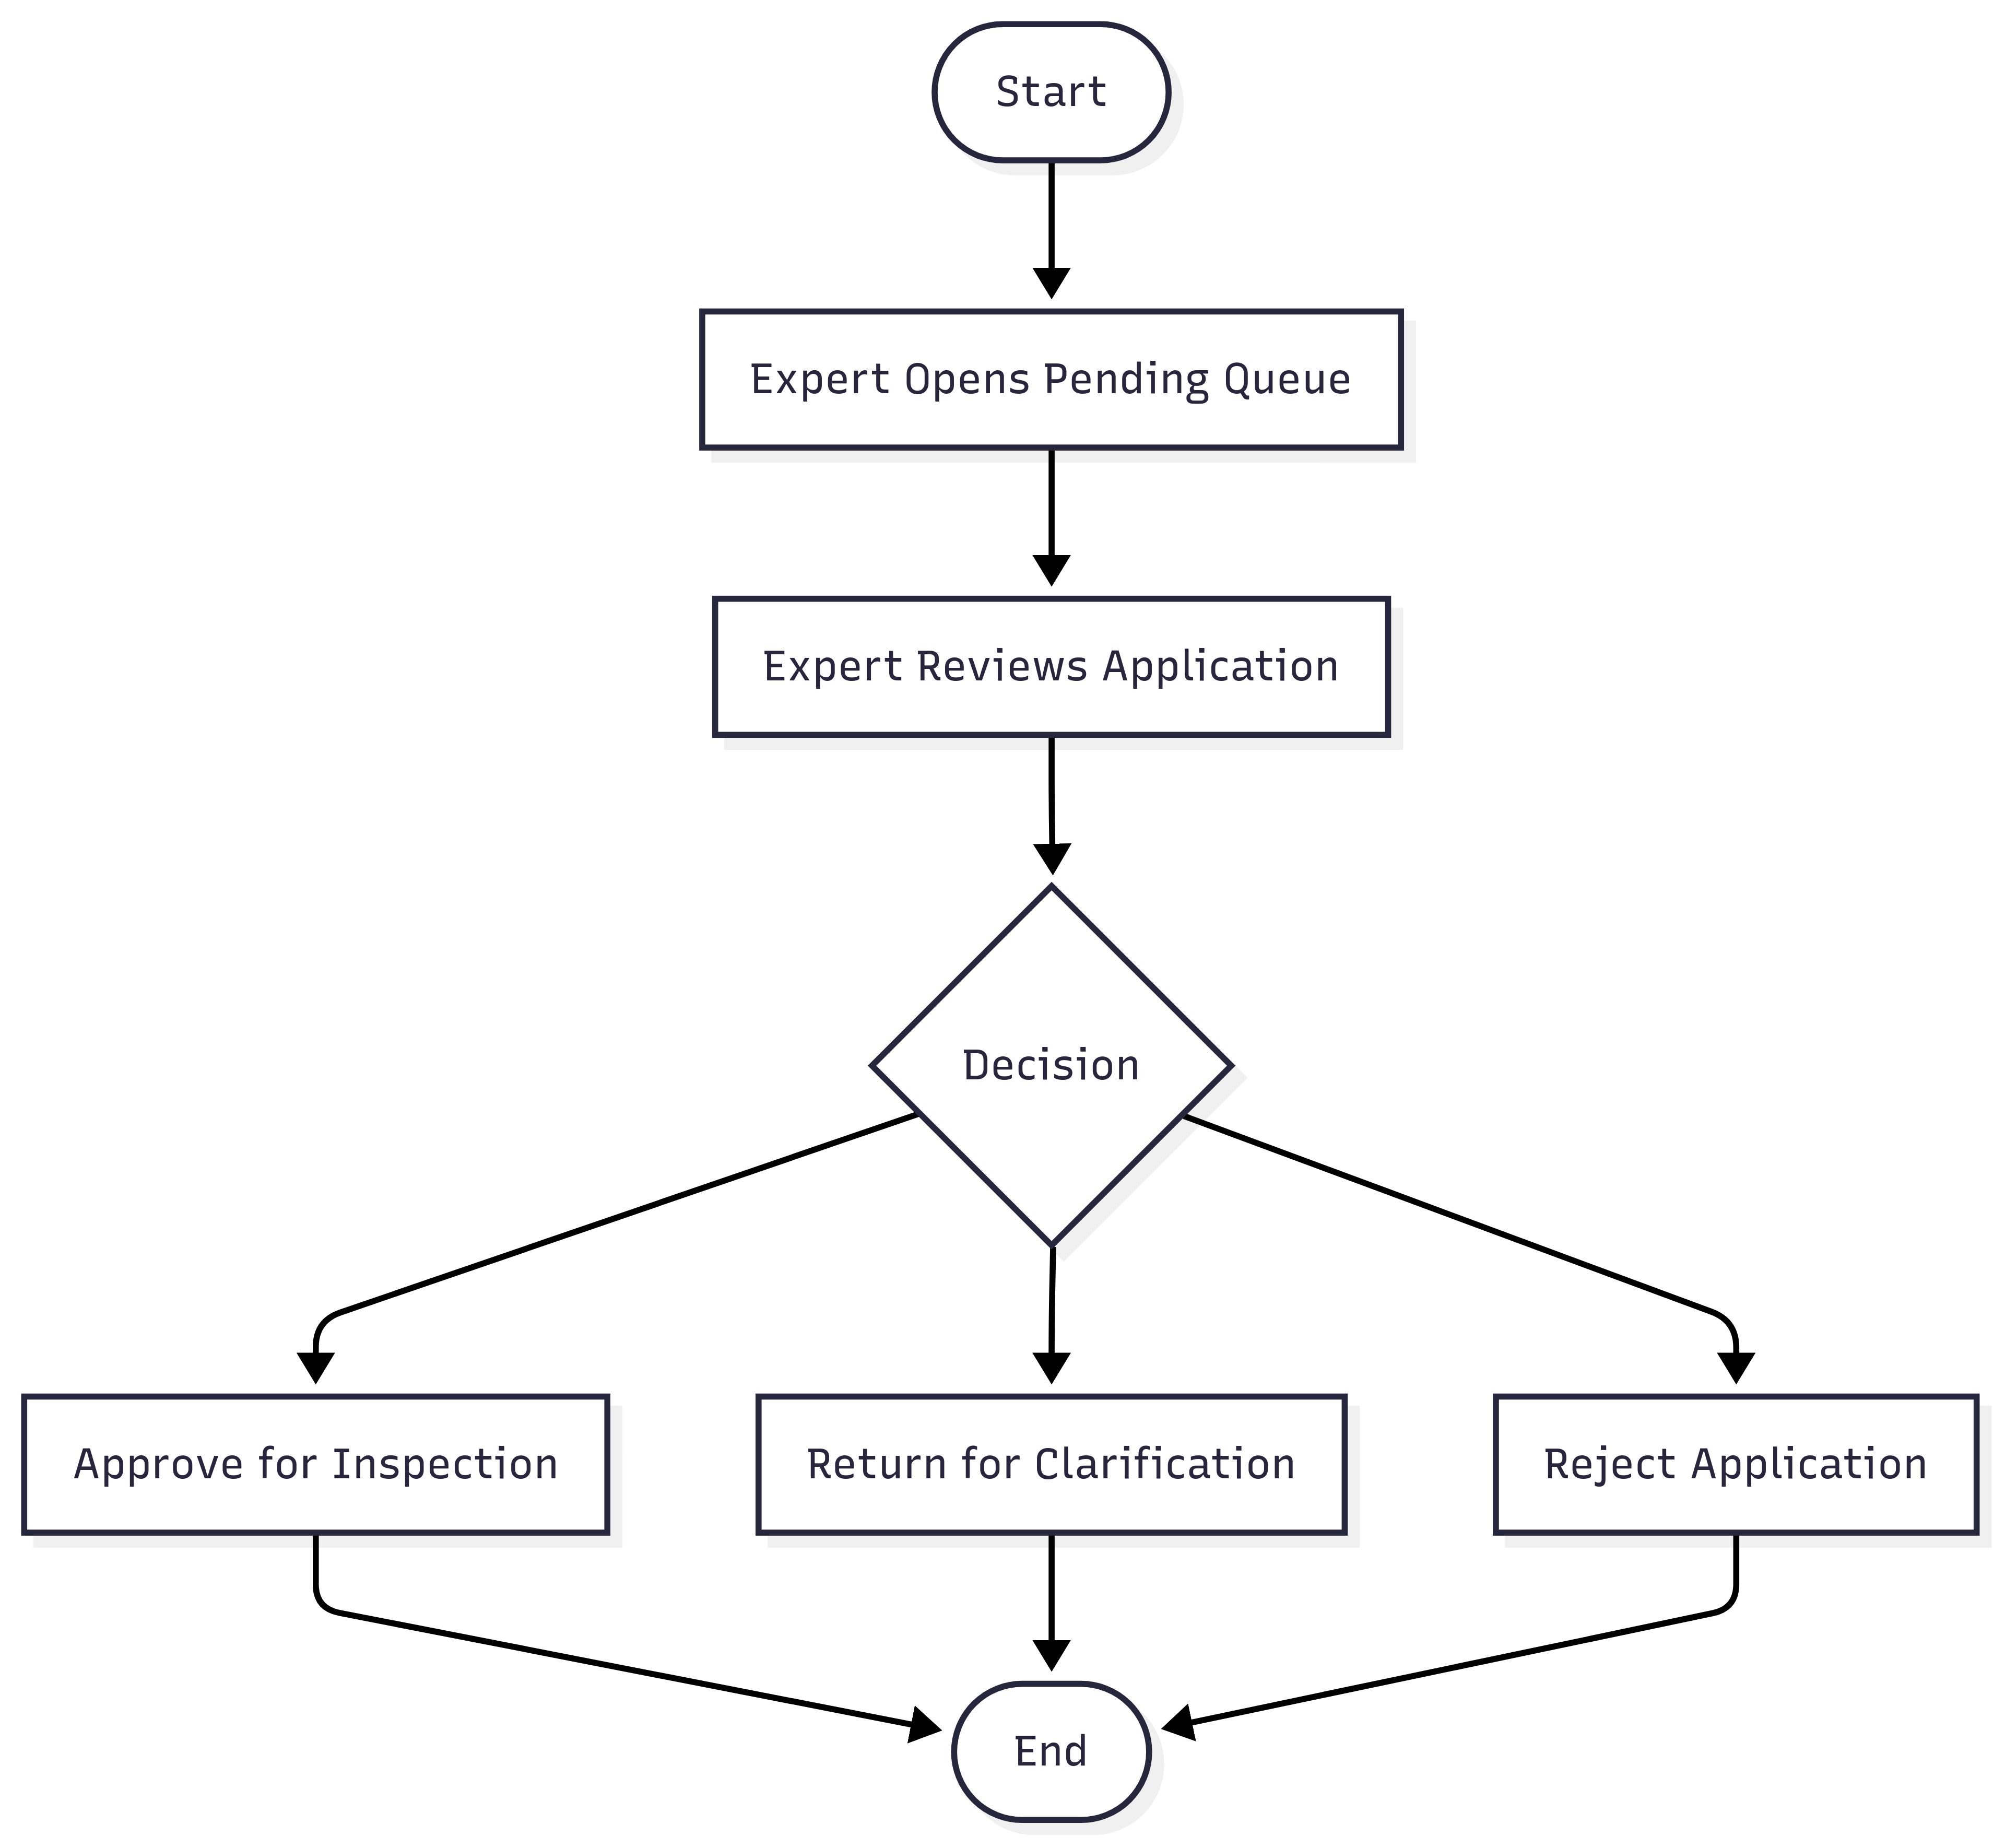 Start
Expert Opens Pending Queue
Expert Reviews Application
Decision
Approve for Inspection
Return for Clarification
Reject Application
End